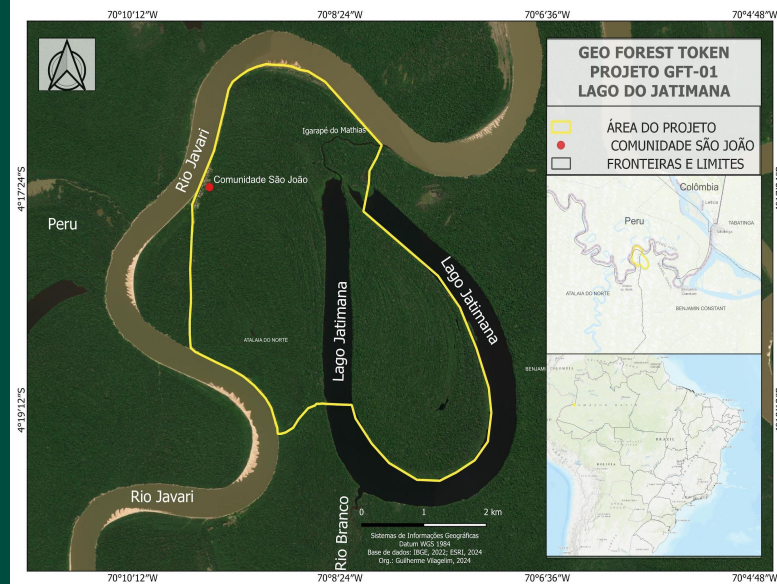 70°10'12"W
70°8'24"W
70°6'36"W
70°4'48"W
GEO FOREST TOKEN
PROJETO GFT-01
LAGO DO JATIMANA
ÁREA DO PROJETO
COMUNIDADE SÃO JOÃO
FRONTEIRAS E LIMITES
Igarapé do Mathias
Rio Javari
Comunidade São João
4°17'24"S
Peru
Lago Jatimana
Lago Jatimana
ATALAIA DO NORTE
BENJAMI
4°19'12"S
Rio Javari
Rio Branco
0 1 2 km
Sistemas de Informações Geográficas
Datum WGS 1984
Base de dados: IBGE, 2022; ESRI, 2024
Org.: Guilherme Vilagelim, 2024
Colômbia
Leticia
Peru
TABATINGA
ATALAIA DO NORTE
BENJAMIN CONSTANT
BRAZIL
BOLIVIA
70°10'12"W
70°8'24"W
70°6'36"W
70°4'48"W